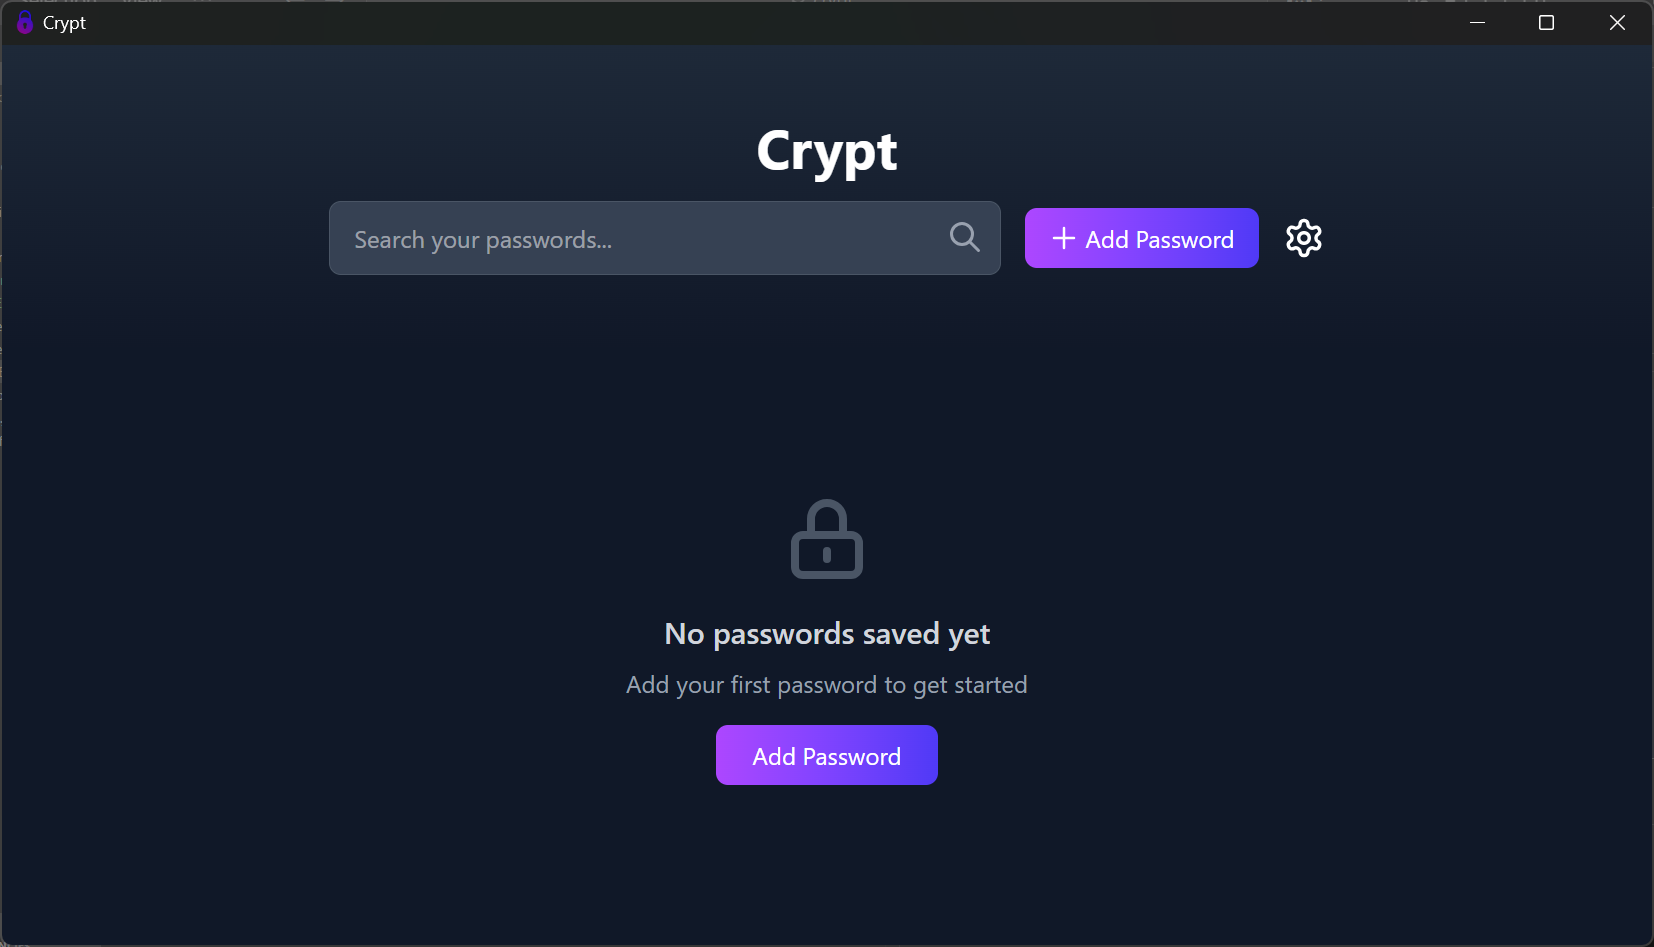 Crypt
Crypt
Search your passwords...
Add Password
No passwords saved yet
Add your first password to get started
Add Password